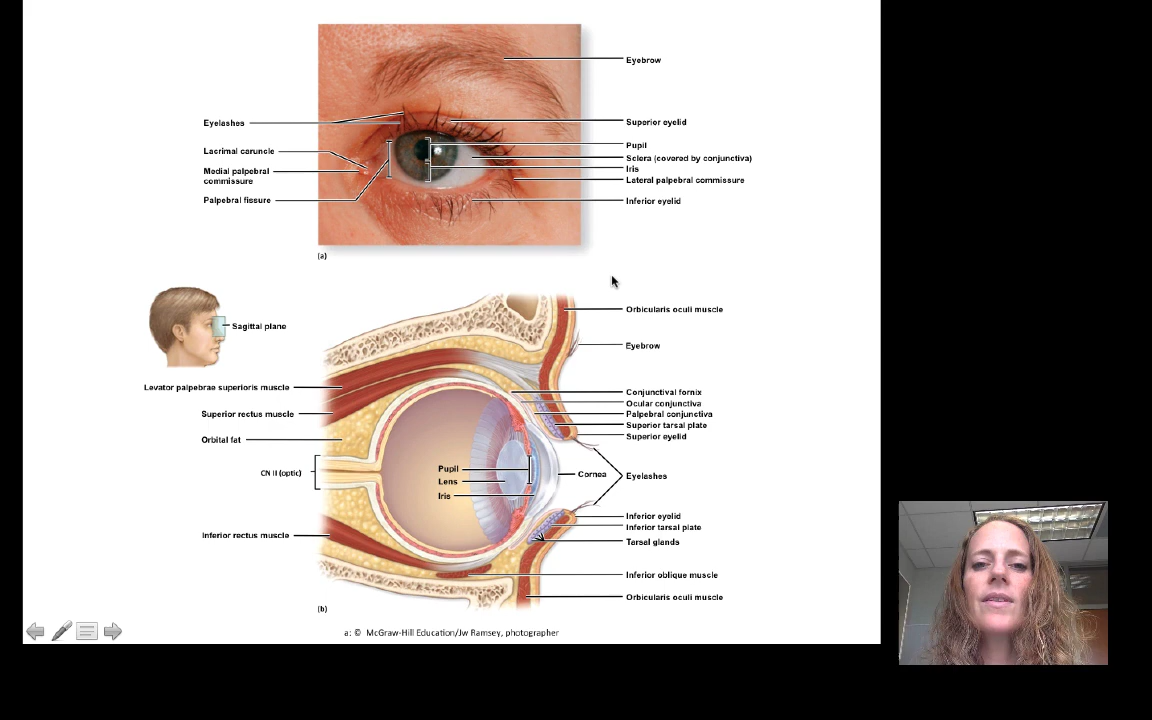 Eyebrow
Eyelashes
Superior eyelid
Pupil
Lacrimal caruncle
Sclera (covered by conjunctiva)
Iris
Medial palpebral
commissure
Lateral palpebral commissure
Palpebral fissure
Inferior eyelid
(a)
Sagittal plane
Orbicularis oculi muscle
Eyebrow
Levator palpebrae superioris muscle
Conjunctival fornix
Ocular conjunctiva
Superior rectus muscle
Palpebral conjunctiva
Superior tarsal plate
Superior eyelid
Orbital fat
CN II (optic)
Pupil
Lens
Iris
Cornea
Eyelashes
Inferior eyelid
Inferior tarsal plate
Inferior rectus muscle
Tarsal glands
Inferior oblique muscle
Orbicularis oculi muscle
(b)
a: © McGraw-Hill Education/Jw Ramsey, photographer